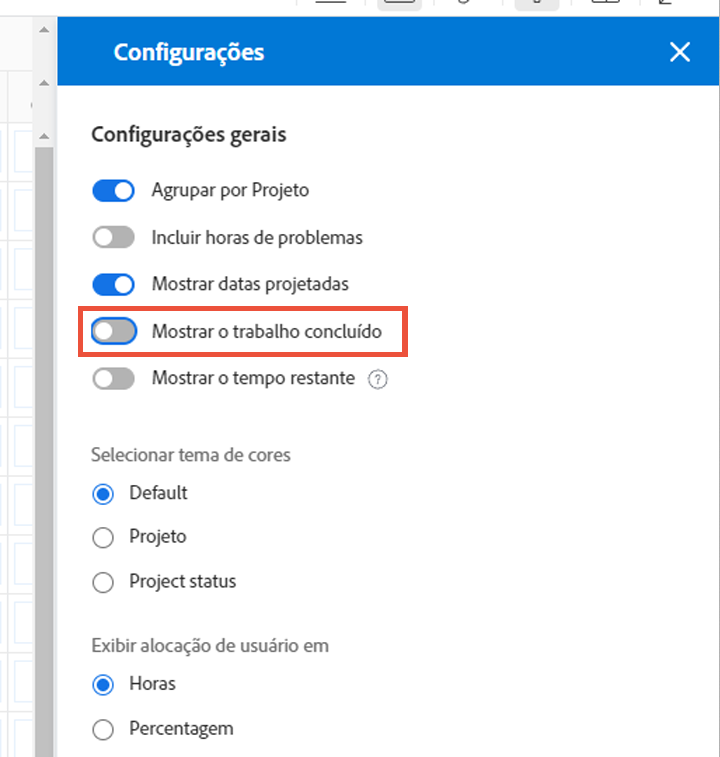 Configurações
Configurações gerais
Agrupar por Projeto
Incluir horas de problemas
Mostrar datas projetadas
Mostrar o trabalho concluído
Mostrar o tempo restante ?
Selecionar tema de cores
Default
Projeto
Project status
Exibir alocação de usuário em
Horas
Percentagem